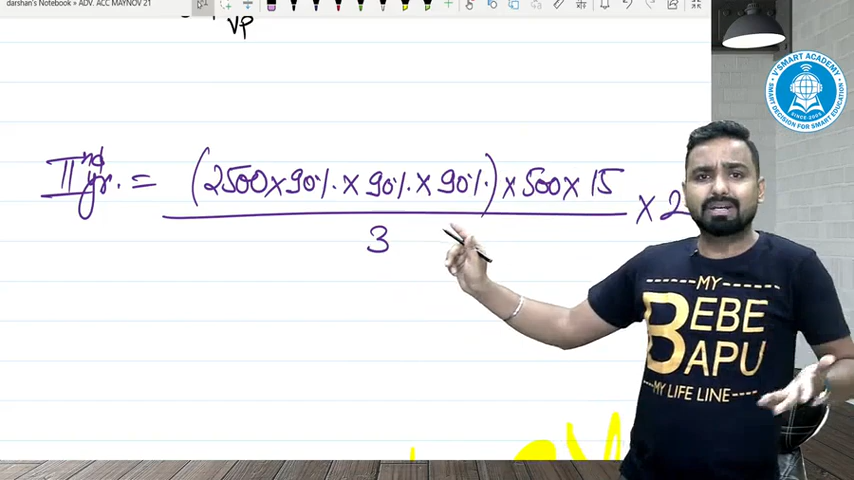 darshan's Notebook » ADV. ACC MAYNOV 21
VP
IInd yr. = (2500 x 90% x 90% x 90%) x 500 x 15 x 2
3
V'SMART ACADEMY
SINCE-2003
SMART DECISION FOR SMART EDUCATION
MY
BEBE
BAPU
MY LIFE LINE